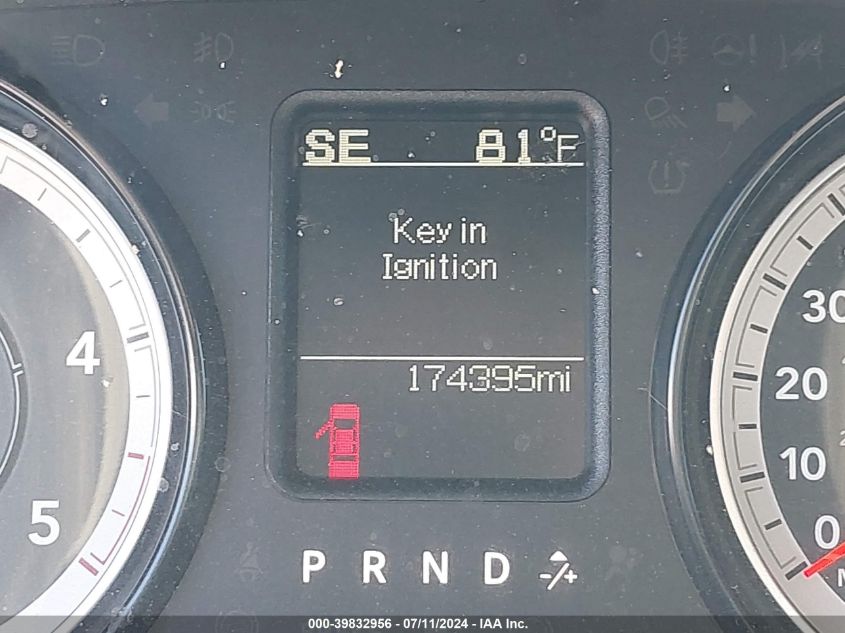 SE 81°F
Key in
Ignition
174395mi
4
5
30
20
10
0
P R N D -/+
000-39832956 - 07/11/2024 - IAA Inc.